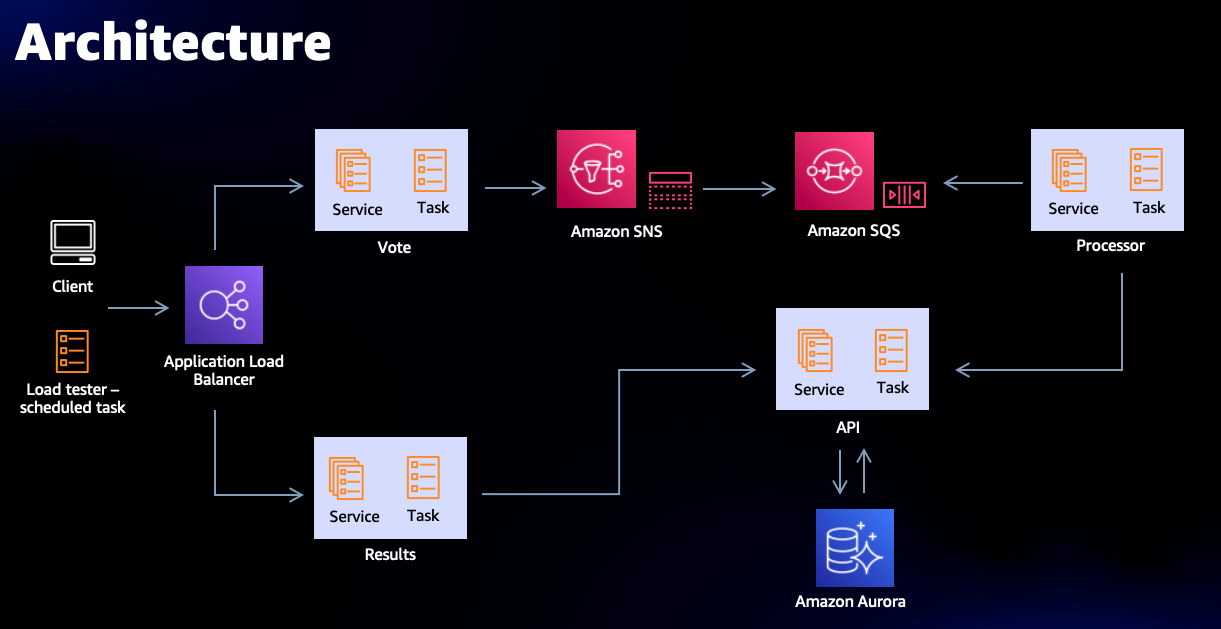 Architecture
Service
Task
Vote
Amazon SNS
Amazon SQS
Service
Task
Processor
Client
Application Load
Balancer
Load tester –
scheduled task
Service
Task
API
Service
Task
Results
Amazon Aurora